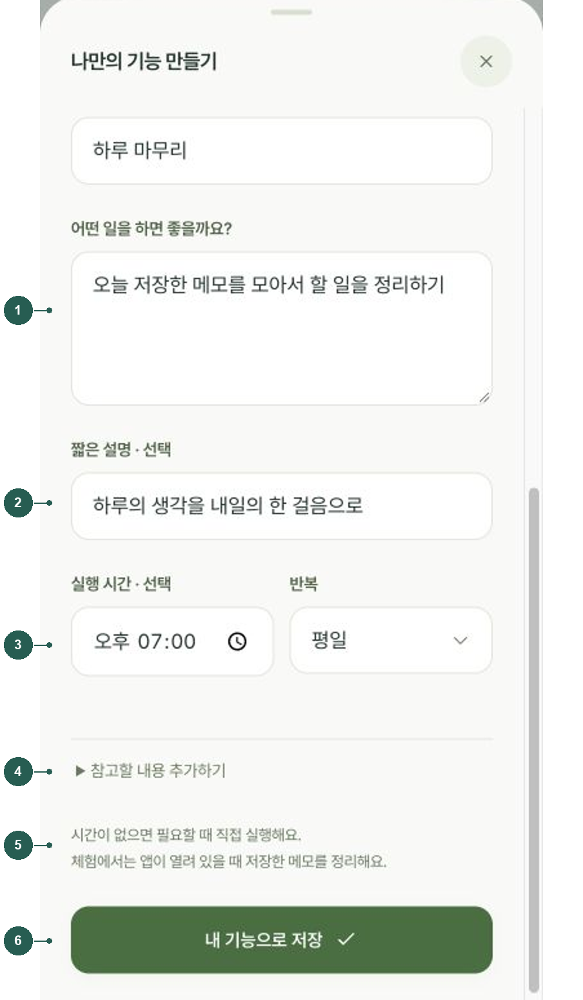 나만의 기능 만들기
하루 마무리
어떤 일을 하면 좋을까요?
오늘 저장한 메모를 모아서 할 일을 정리하기
1
짧은 설명 · 선택
2
하루의 생각을 내일의 한 걸음으로
실행 시간 · 선택
반복
3
오후 07:00
평일
4
▶ 참고할 내용 추가하기
5
시간이 없으면 필요할 때 직접 실행해요.
체험에서는 앱이 열려 있을 때 저장한 메모를 정리해요.
6
내 기능으로 저장